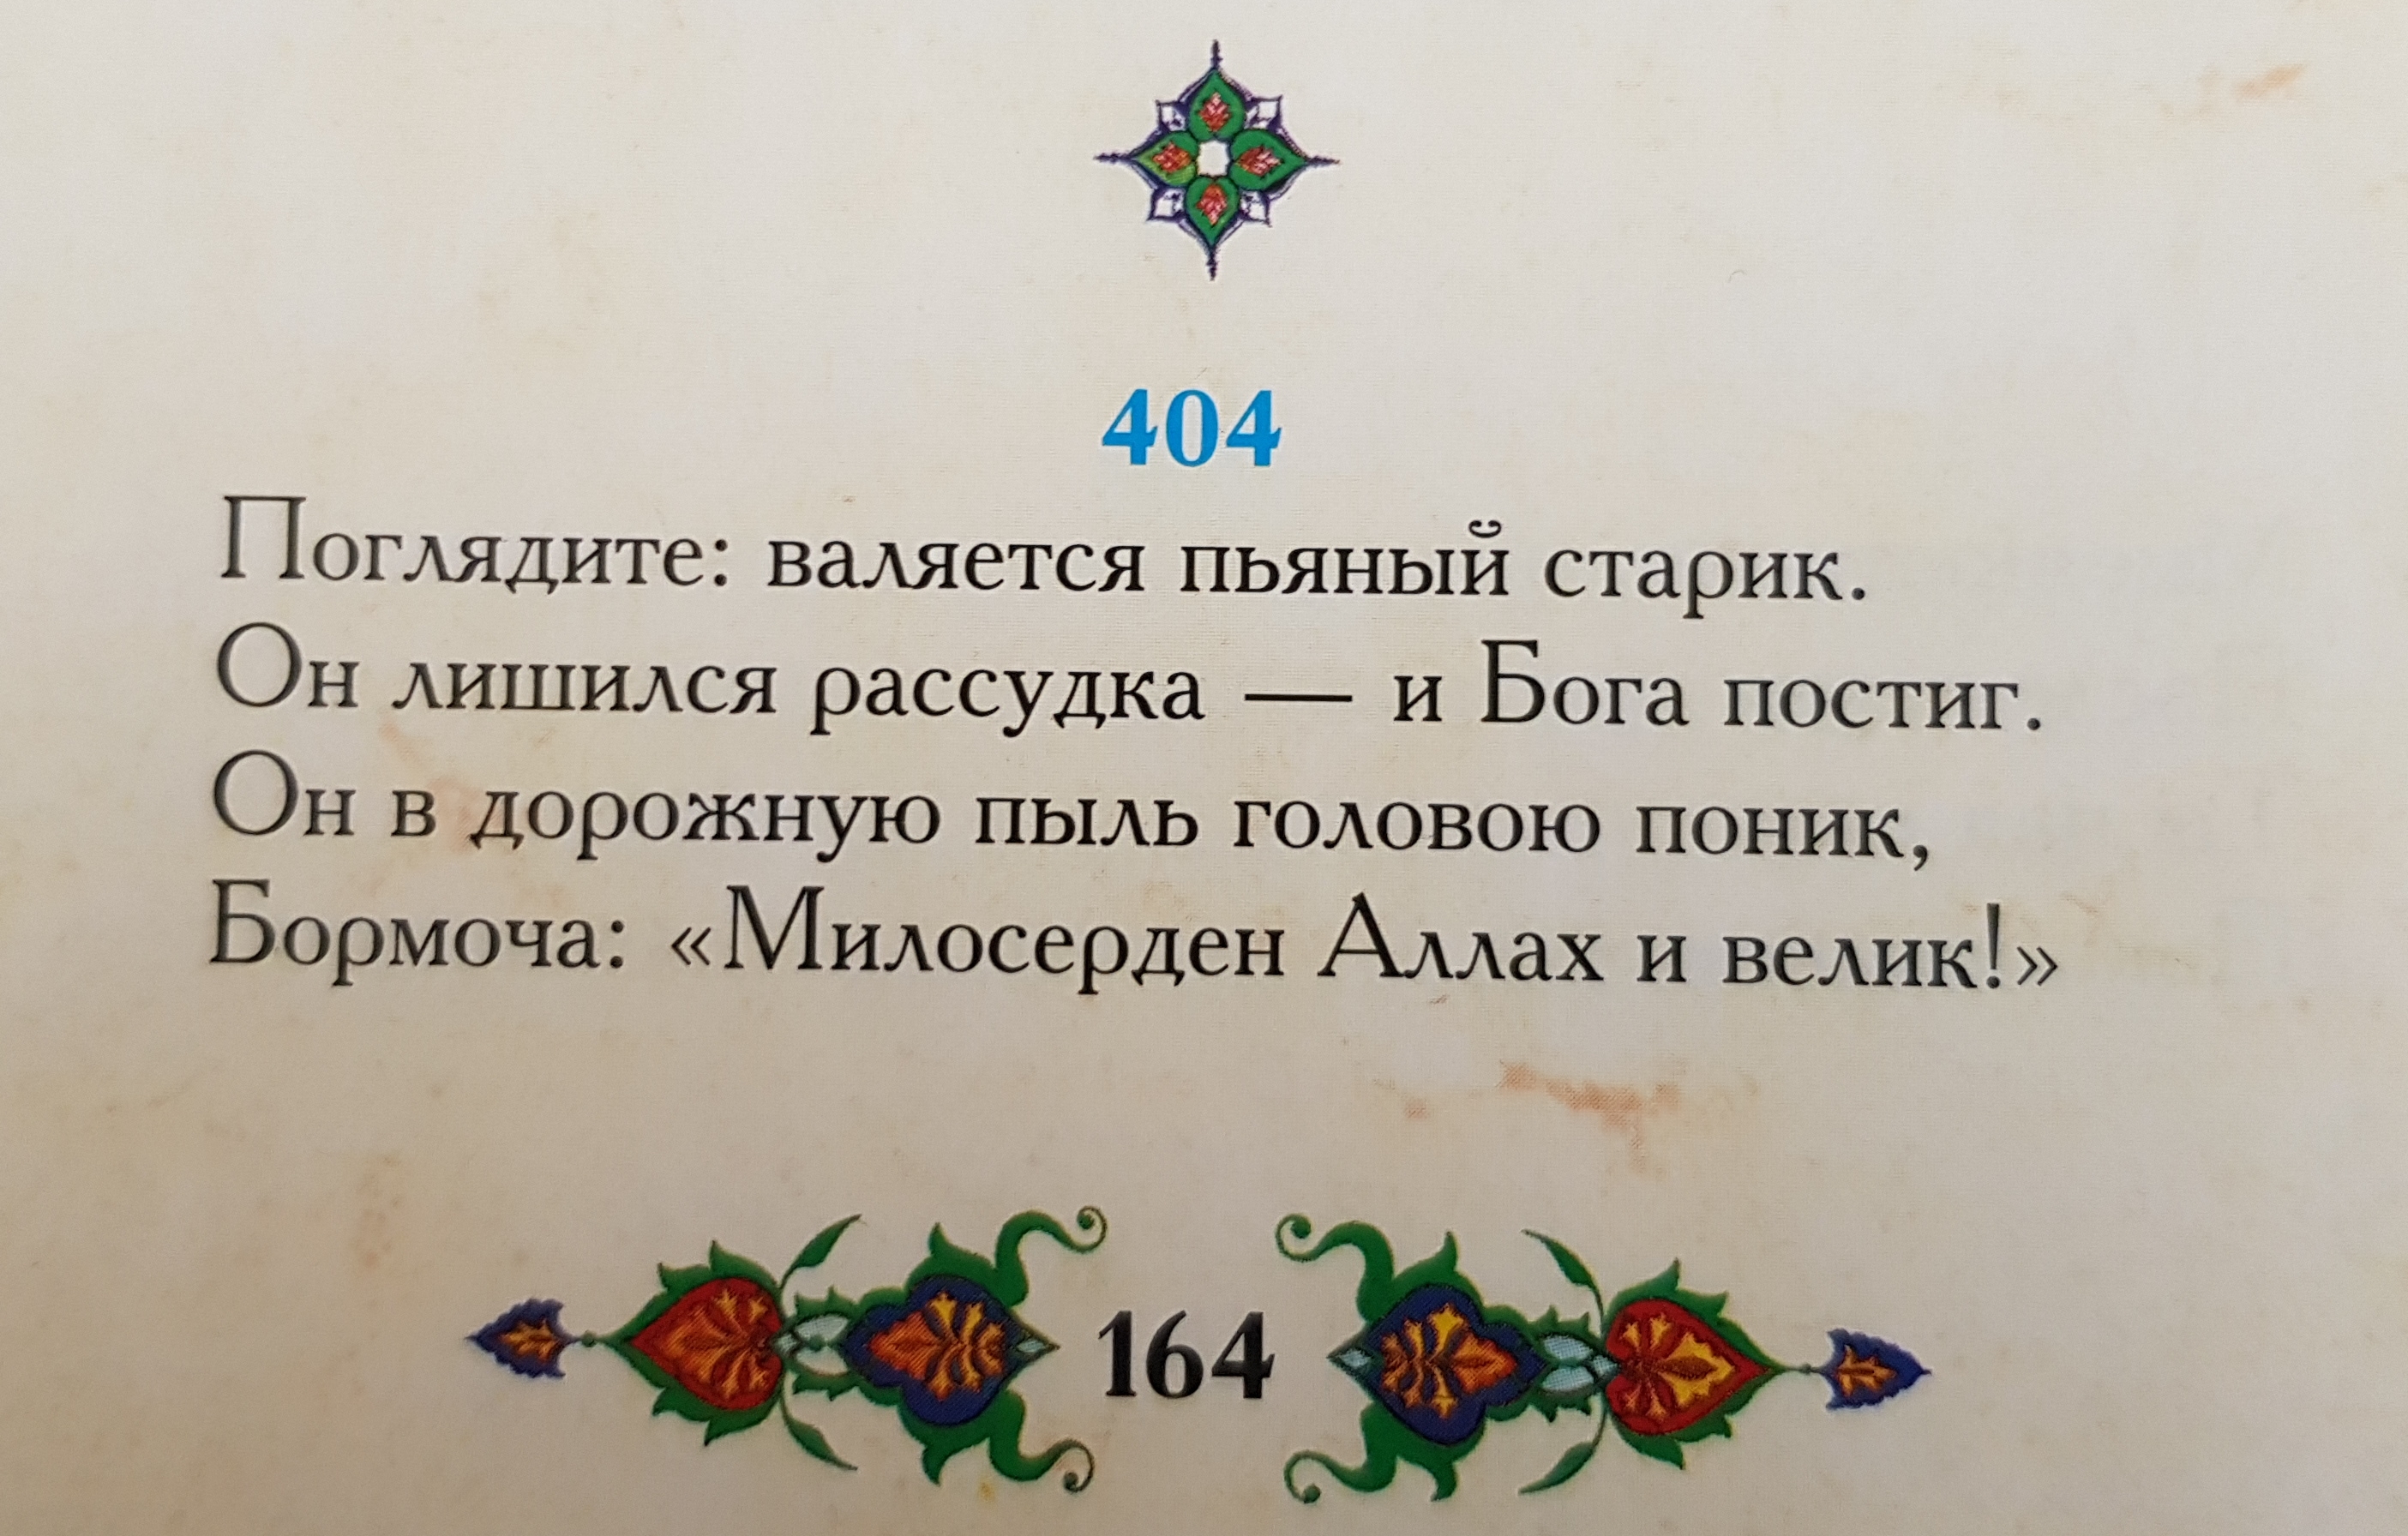 404
Поглядите: валяется пьяный старик.
Он лишился рассудка — и Бога постиг.
Он в дорожную пыль головою поник,
Бормоча: «Милосерден Аллах и велик!»
164